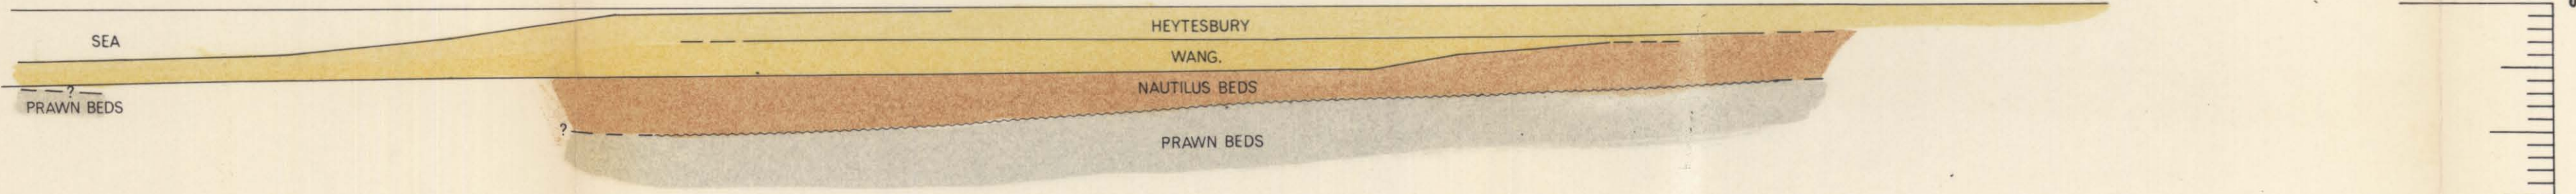 HEYTESBURY
SEA
WANG.
NAUTILUS BEDS
?
PRAWN BEDS
?
PRAWN BEDS